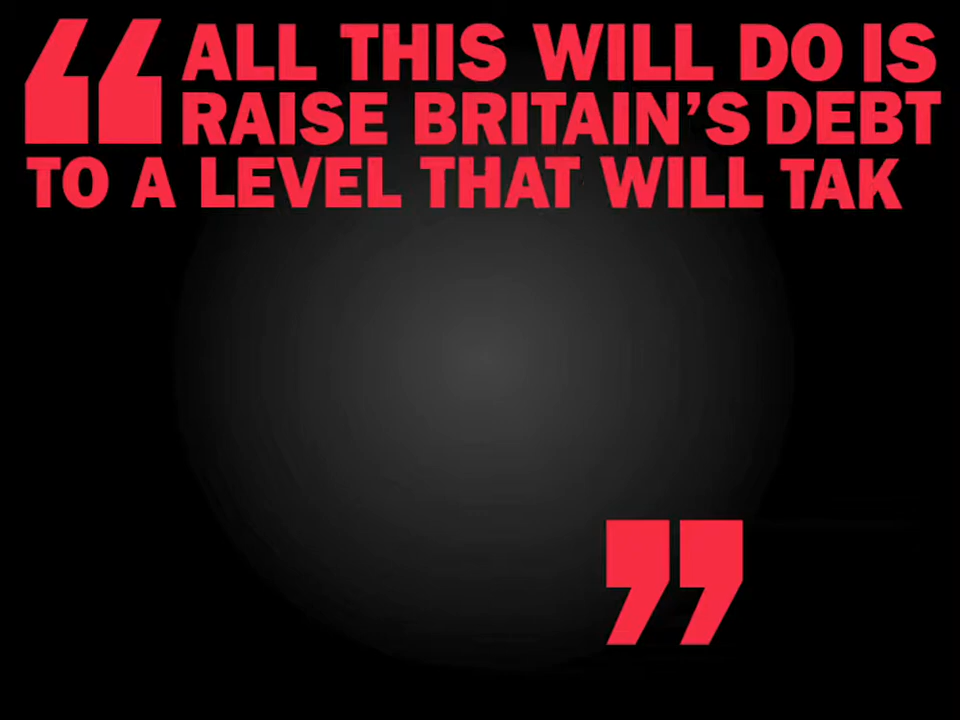 “ALL THIS WILL DO IS
RAISE BRITAIN’S DEBT
TO A LEVEL THAT WILL TAK
”